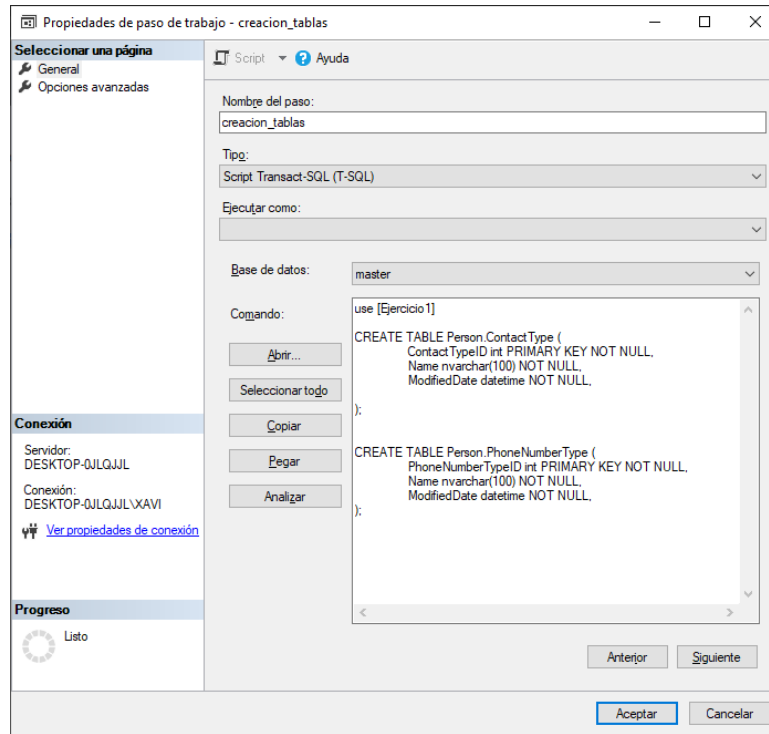 Propiedades de paso de trabajo - creacion_tablas
Seleccionar una página
General
Opciones avanzadas
Script
Ayuda
Nombre del paso:
creacion_tablas
Tipo:
Script Transact-SQL (T-SQL)
Ejecutar como:
Base de datos:
master
Comando:
Abrir...
Seleccionar todo
Copiar
Pegar
Analizar
use [Ejercicio1]
CREATE TABLE Person.ContactType (
ContactTypeID int PRIMARY KEY NOT NULL,
Name nvarchar(100) NOT NULL,
ModifiedDate datetime NOT NULL,
);
CREATE TABLE Person.PhoneNumberType (
PhoneNumberTypeID int PRIMARY KEY NOT NULL,
Name nvarchar(100) NOT NULL,
ModifiedDate datetime NOT NULL,
);
Conexión
Servidor:
DESKTOP-0JLQJJL
Conexión:
DESKTOP-0JLQJJL\XAVI
Ver propiedades de conexión
Progreso
Listo
Anterior
Siguiente
Aceptar
Cancelar